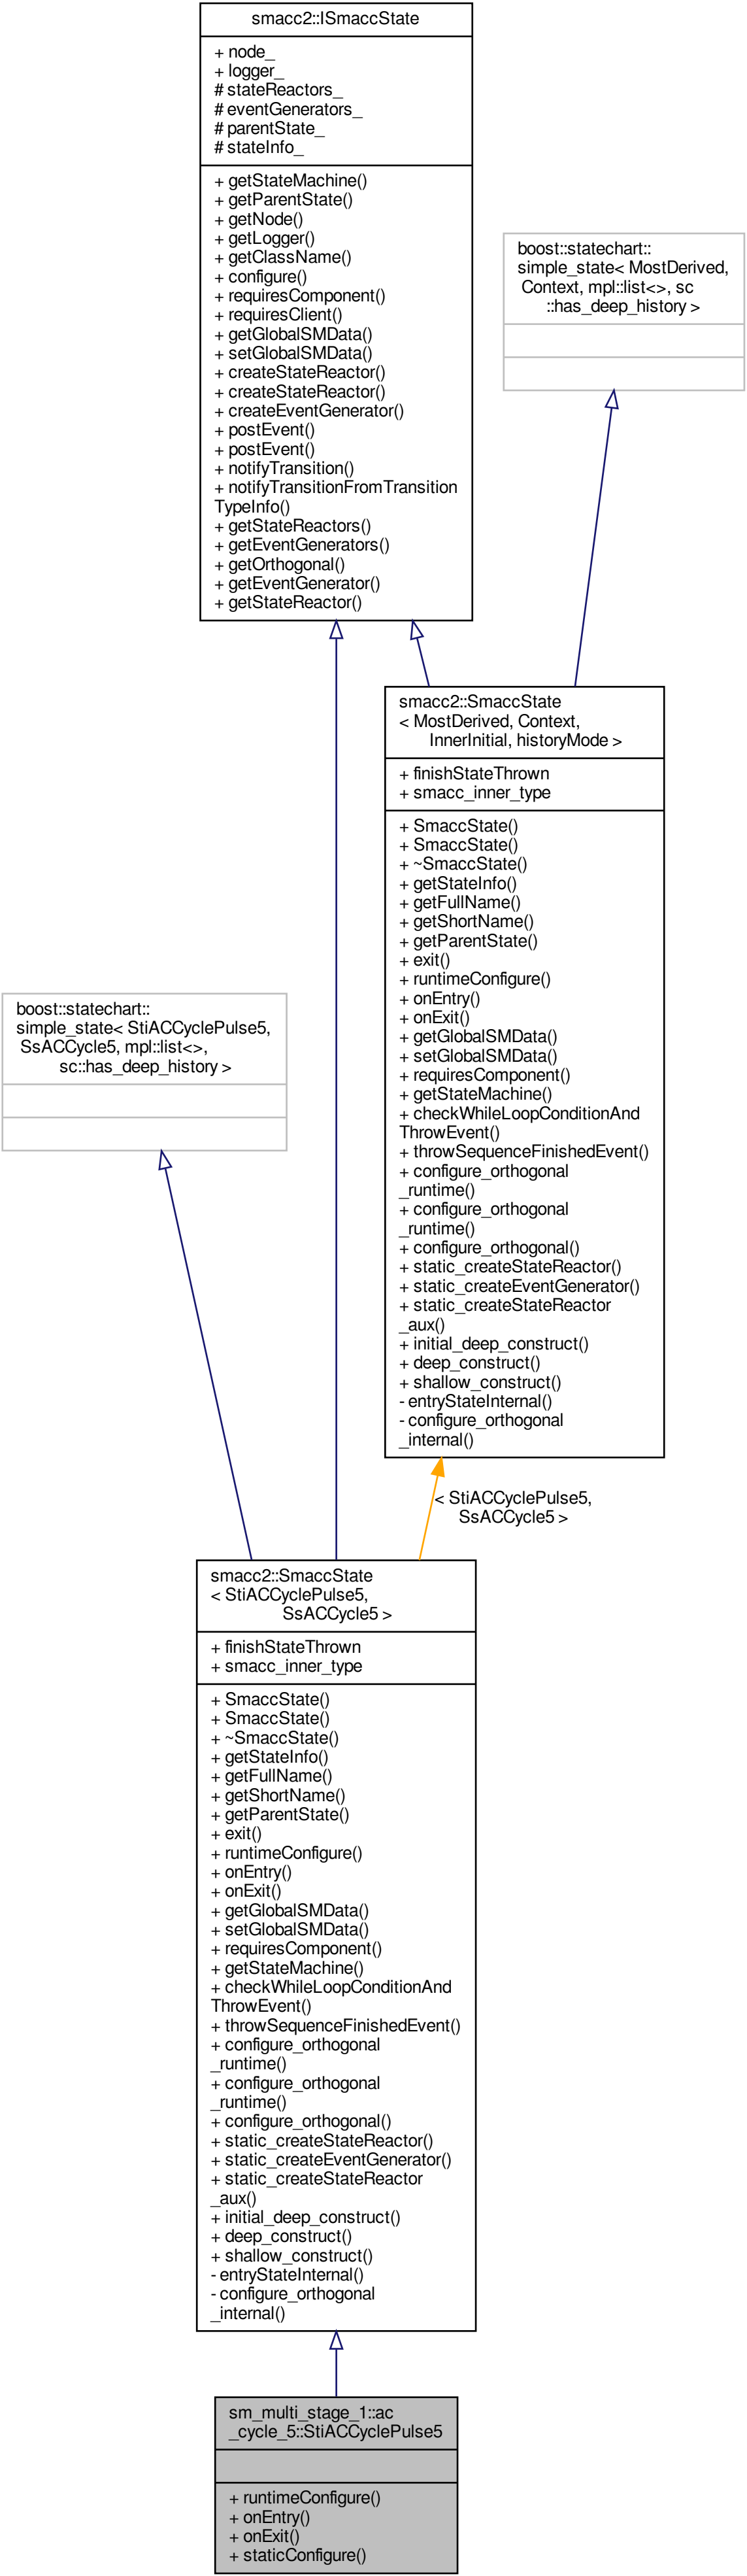 smacc2::ISmaccState
+ node_
+ logger_
# stateReactors_
# eventGenerators_
# parentState_
# stateInfo_
+ getStateMachine()
+ getParentState()
+ getNode()
+ getLogger()
+ getClassName()
+ configure()
+ requiresComponent()
+ requiresClient()
+ getGlobalSMData()
+ setGlobalSMData()
+ createStateReactor()
+ createStateReactor()
+ createEventGenerator()
+ postEvent()
+ postEvent()
+ notifyTransition()
+ notifyTransitionFromTransition
TypeInfo()
+ getStateReactors()
+ getEventGenerators()
+ getOrthogonal()
+ getEventGenerator()
+ getStateReactor()
boost::statechart::
simple_state< MostDerived,
Context, mpl::list<>, sc
::has_deep_history >
smacc2::SmaccState
< MostDerived, Context,
InnerInitial, historyMode >
+ finishStateThrown
+ smacc_inner_type
+ SmaccState()
+ SmaccState()
+ ~SmaccState()
+ getStateInfo()
+ getFullName()
+ getShortName()
+ getParentState()
+ exit()
+ runtimeConfigure()
+ onEntry()
+ onExit()
+ getGlobalSMData()
+ setGlobalSMData()
+ requiresComponent()
+ getStateMachine()
+ checkWhileLoopConditionAnd
ThrowEvent()
+ throwSequenceFinishedEvent()
+ configure_orthogonal
_runtime()
+ configure_orthogonal
_runtime()
+ configure_orthogonal()
+ static_createStateReactor()
+ static_createEventGenerator()
+ static_createStateReactor
_aux()
+ initial_deep_construct()
+ deep_construct()
+ shallow_construct()
- entryStateInternal()
- configure_orthogonal
_internal()
boost::statechart::
simple_state< StiACCyclePulse5,
SsACCycle5, mpl::list<>,
sc::has_deep_history >
< StiACCyclePulse5,
SsACCycle5 >
smacc2::SmaccState
< StiACCyclePulse5,
SsACCycle5 >
+ finishStateThrown
+ smacc_inner_type
+ SmaccState()
+ SmaccState()
+ ~SmaccState()
+ getStateInfo()
+ getFullName()
+ getShortName()
+ getParentState()
+ exit()
+ runtimeConfigure()
+ onEntry()
+ onExit()
+ getGlobalSMData()
+ setGlobalSMData()
+ requiresComponent()
+ getStateMachine()
+ checkWhileLoopConditionAnd
ThrowEvent()
+ throwSequenceFinishedEvent()
+ configure_orthogonal
_runtime()
+ configure_orthogonal
_runtime()
+ configure_orthogonal()
+ static_createStateReactor()
+ static_createEventGenerator()
+ static_createStateReactor
_aux()
+ initial_deep_construct()
+ deep_construct()
+ shallow_construct()
- entryStateInternal()
- configure_orthogonal
_internal()
sm_multi_stage_1::ac
_cycle_5::StiACCyclePulse5
+ runtimeConfigure()
+ onEntry()
+ onExit()
+ staticConfigure()